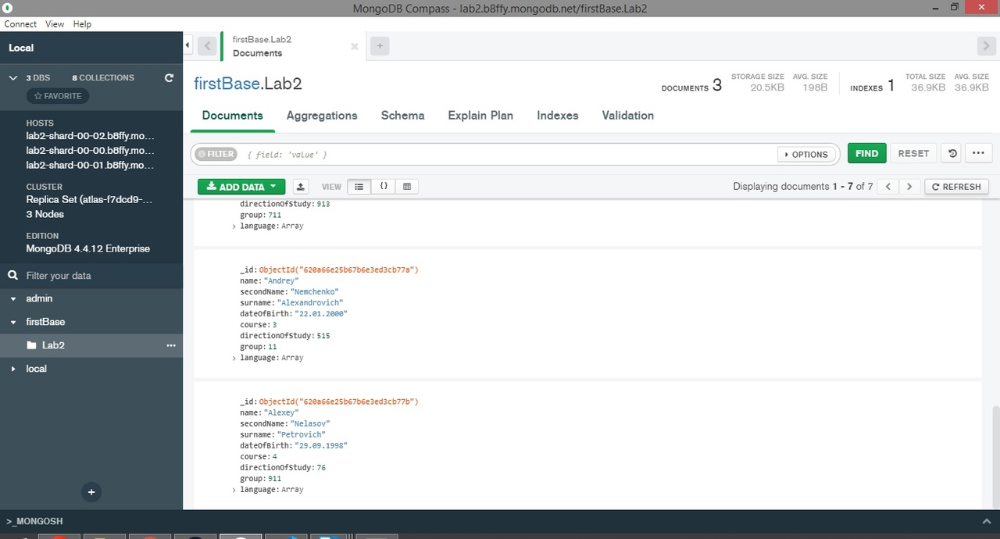 MongoDB Compass - lab2.b8ffy.mongodb.net/firstBase.Lab2
Connect View Help
Local
3 DBS 8 COLLECTIONS
FAVORITE
HOSTS
lab2-shard-00-02.b8ffy.mo...
lab2-shard-00-00.b8ffy.mo...
lab2-shard-00-01.b8ffy.mo...
CLUSTER
Replica Set (atlas-f7dcd9-...
3 Nodes
EDITION
MongoDB 4.4.12 Enterprise
Filter your data
admin
firstBase
Lab2
local
firstBase.Lab2
Documents
firstBase.Lab2
DOCUMENTS 3
STORAGE SIZE
20.5KB
AVG. SIZE
198B
INDEXES 1
TOTAL SIZE
36.9KB
AVG. SIZE
36.9KB
Documents Aggregations Schema Explain Plan Indexes Validation
FILTER { field: 'value' } OPTIONS FIND RESET
ADD DATA VIEW {} Displaying documents 1 - 7 of 7 REFRESH
directionOfStudy: 913
group: 711
language: Array
_id: ObjectId("620a66e25b67b6e3ed3cb77a")
name: "Andrey"
secondName: "Nemchenko"
surname: "Alexandrovich"
dateOfBirth: "22.01.2000"
course: 3
directionOfStudy: 515
group: 11
language: Array
_id: ObjectId("620a66e25b67b6e3ed3cb77b")
name: "Alexey"
secondName: "Nelasov"
surname: "Petrovich"
dateOfBirth: "29.09.1998"
course: 4
directionOfStudy: 76
group: 911
language: Array
>_MONGOSH